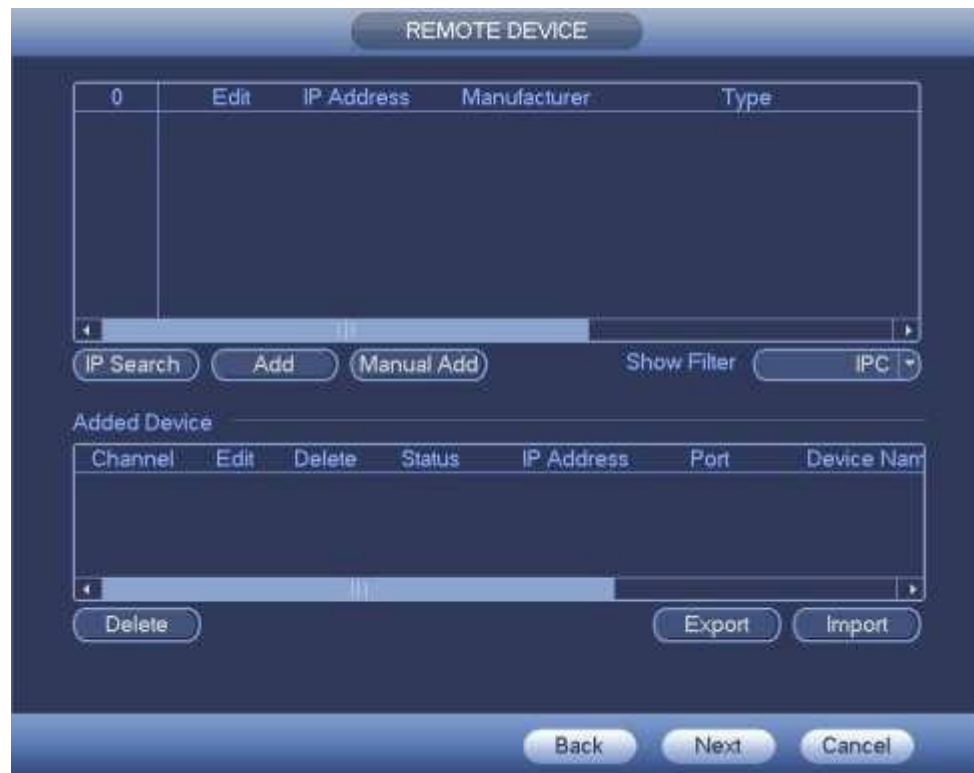 REMOTE DEVICE
0 Edit IP Address Manufacturer Type
IP Search Add Manual Add Show Filter IPC
Added Device
Channel Edit Delete Status IP Address Port Device Nam
Delete Export Import
Back Next Cancel